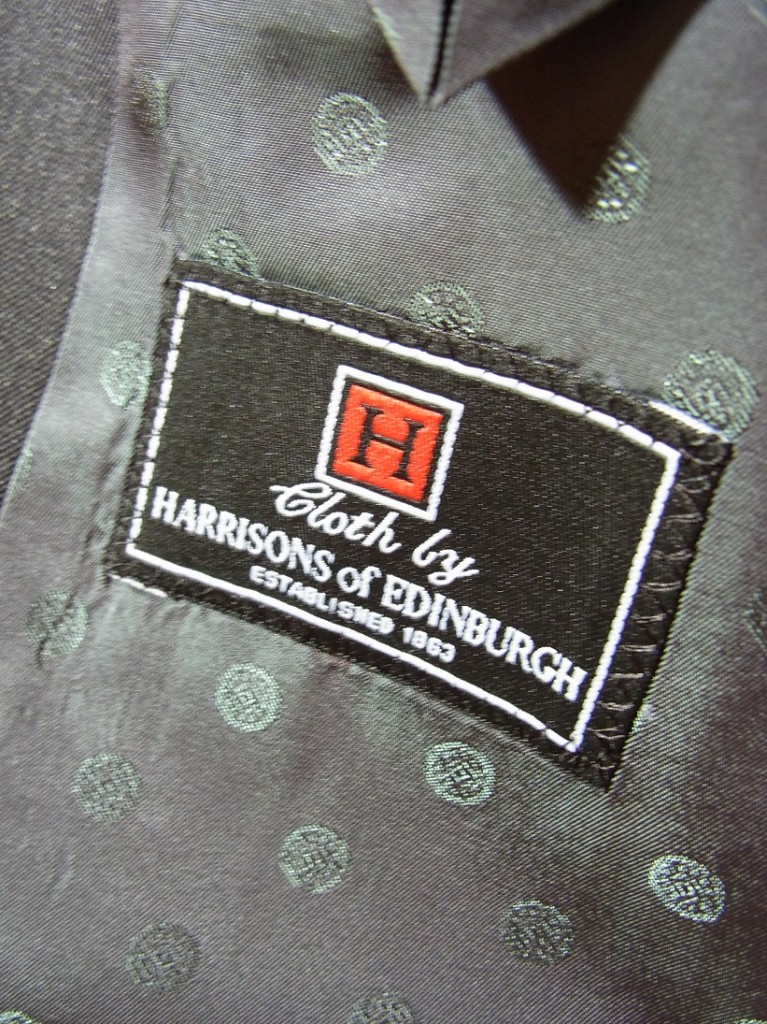 H
Cloth by
HARRISONS of EDINBURGH
ESTABLISHED 1863